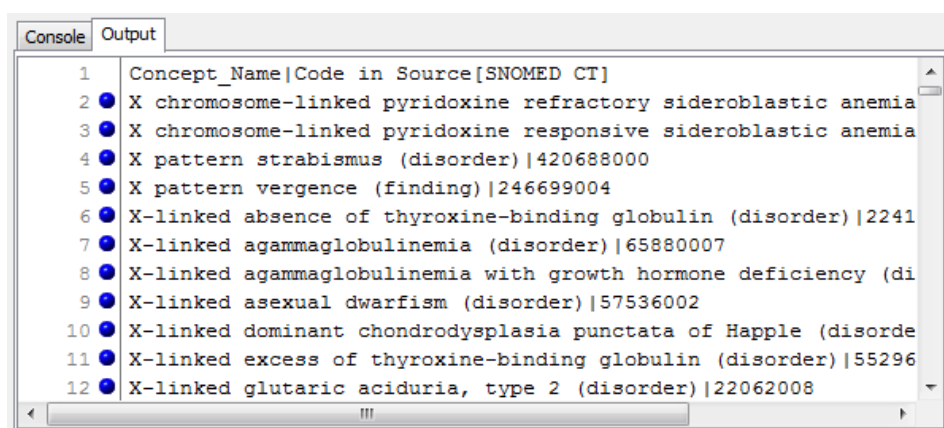 Console Output
1 Concept_Name|Code in Source[SNOMED CT]
2 X chromosome-linked pyridoxine refractory sideroblastic anemia
3 X chromosome-linked pyridoxine responsive sideroblastic anemia
4 X pattern strabismus (disorder)|420688000
5 X pattern vergence (finding)|246699004
6 X-linked absence of thyroxine-binding globulin (disorder)|2241
7 X-linked agammaglobulinemia (disorder)|65880007
8 X-linked agammaglobulinemia with growth hormone deficiency (di
9 X-linked asexual dwarfism (disorder)|57536002
10 X-linked dominant chondrodysplasia punctata of Happle (disorde
11 X-linked excess of thyroxine-binding globulin (disorder)|55296
12 X-linked glutaric aciduria, type 2 (disorder)|22062008